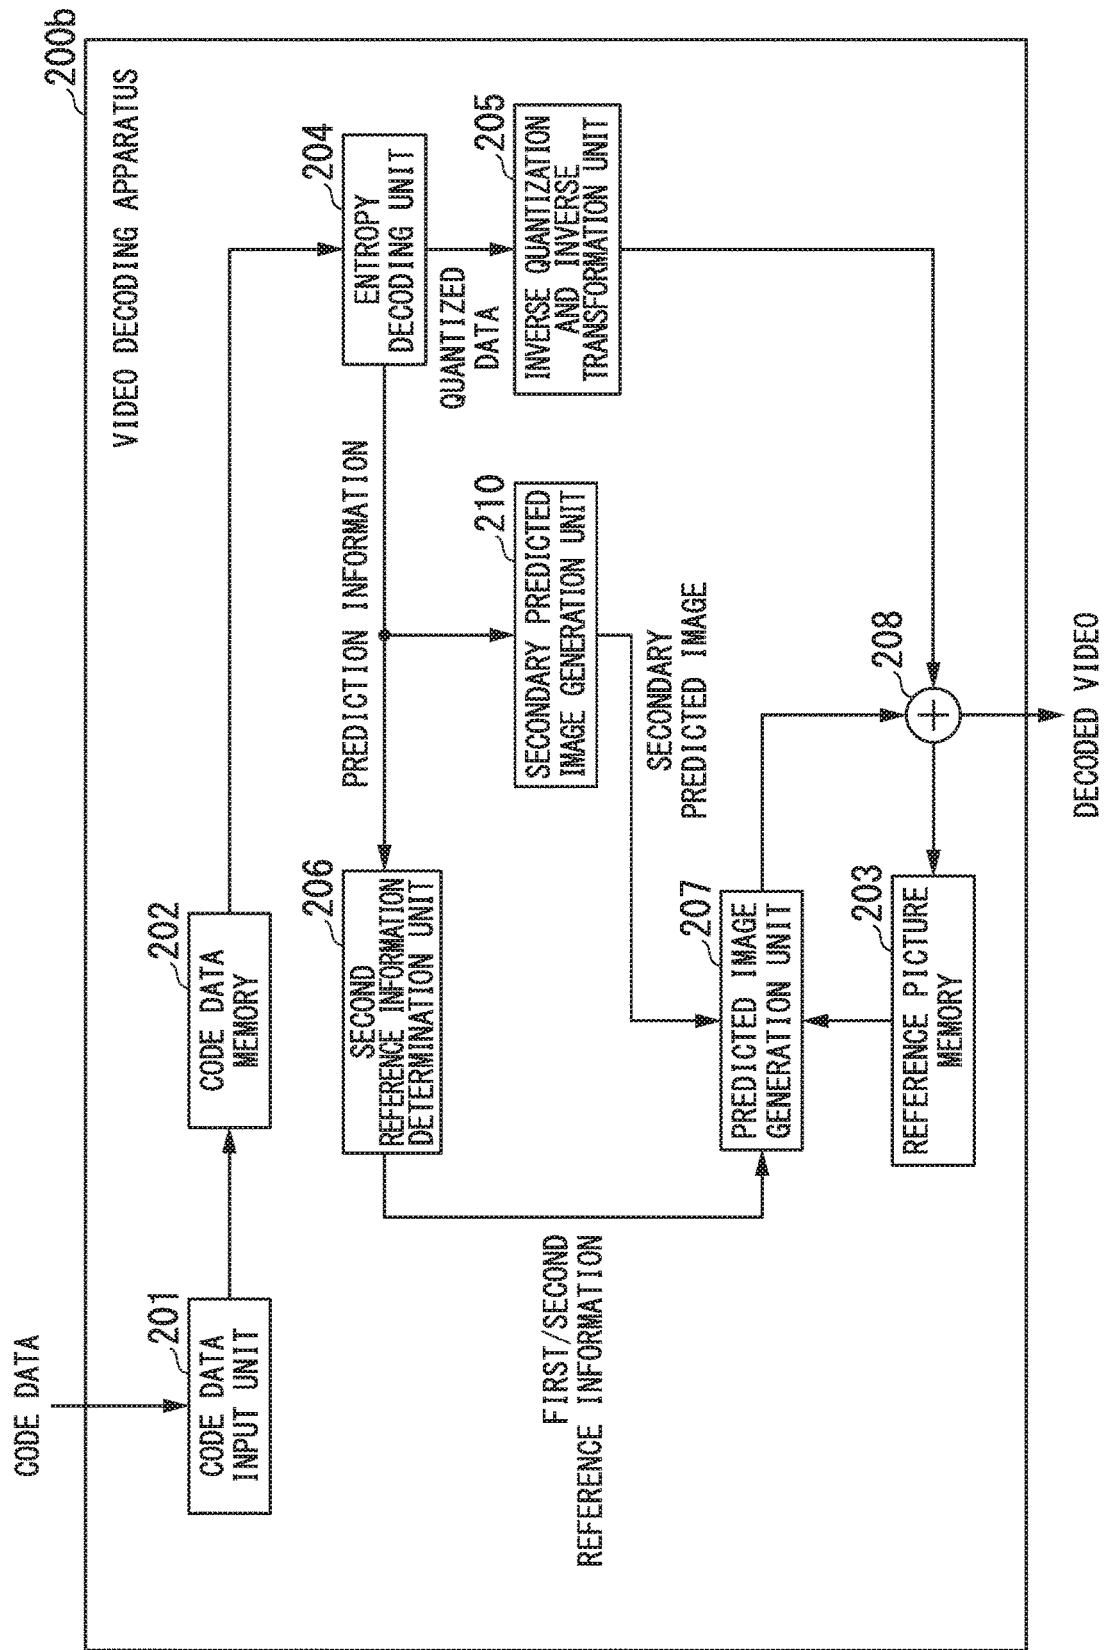 200b
VIDEO DECODING APPARATUS
CODE DATA
201
CODE DATA
INPUT UNIT
202
CODE DATA
MEMORY
204
ENTROPY
DECODING UNIT
PREDICTION INFORMATION
QUANTIZED
DATA
205
INVERSE QUANTIZATION
AND INVERSE
TRANSFORMATION UNIT
206
SECOND
REFERENCE INFORMATION
DETERMINATION UNIT
210
SECONDARY PREDICTED
IMAGE GENERATION UNIT
FIRST/SECOND
REFERENCE INFORMATION
SECONDARY
PREDICTED IMAGE
207
PREDICTED IMAGE
GENERATION UNIT
208
+
203
REFERENCE PICTURE
MEMORY
DECODED VIDEO